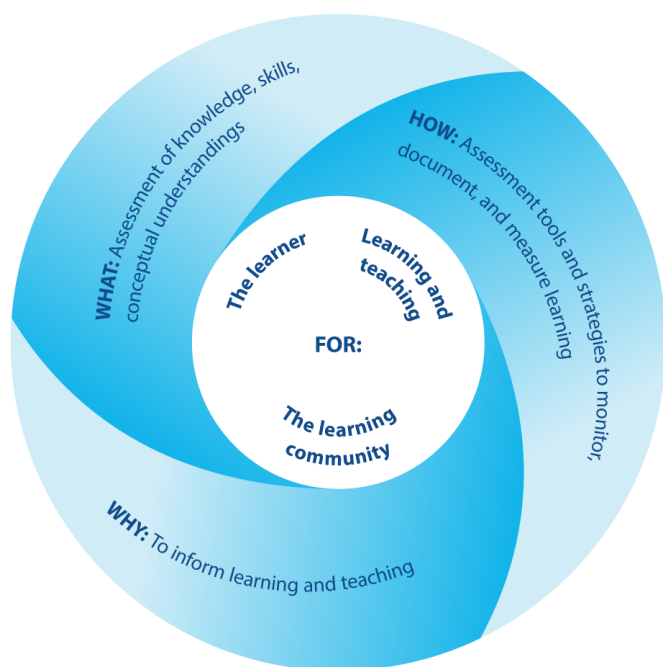 WHAT: Assessment of knowledge, skills,
conceptual understandings
HOW: Assessment tools and strategies to monitor,
document, and measure learning
The learner
Learning and
teaching
FOR:
The learning
community
WHY: To inform learning and teaching